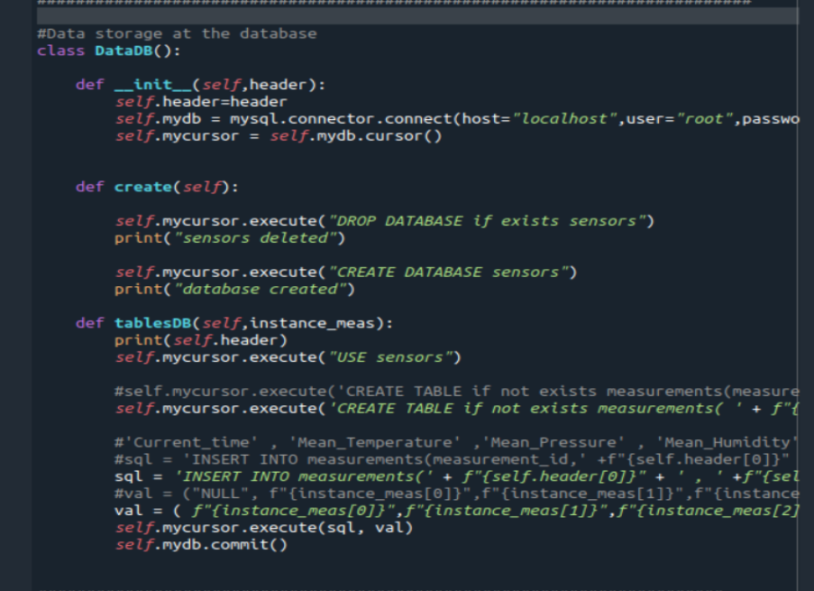 ################################################################################
#Data storage at the database
class DataDB():
def __init__(self,header):
self.header=header
self.mydb = mysql.connector.connect(host="localhost",user="root",passwo
self.mycursor = self.mydb.cursor()
def create(self):
self.mycursor.execute("DROP DATABASE if exists sensors")
print("sensors deleted")
self.mycursor.execute("CREATE DATABASE sensors")
print("database created")
def tablesDB(self,instance_meas):
print(self.header)
self.mycursor.execute("USE sensors")
#self.mycursor.execute('CREATE TABLE if not exists measurements(measure
self.mycursor.execute('CREATE TABLE if not exists measurements( ' + f"{
#'Current_time' , 'Mean_Temperature' ,'Mean_Pressure' , 'Mean_Humidity'
#sql = 'INSERT INTO measurements(measurement_id,' +f"{self.header[0]}"
sql = 'INSERT INTO measurements(' + f"{self.header[0]}" + ' , ' +f"{sel
#val = ("NULL", f"{instance_meas[0]}",f"{instance_meas[1]}",f"{instance
val = ( f"{instance_meas[0]}",f"{instance_meas[1]}",f"{instance_meas[2]
self.mycursor.execute(sql, val)
self.mydb.commit()